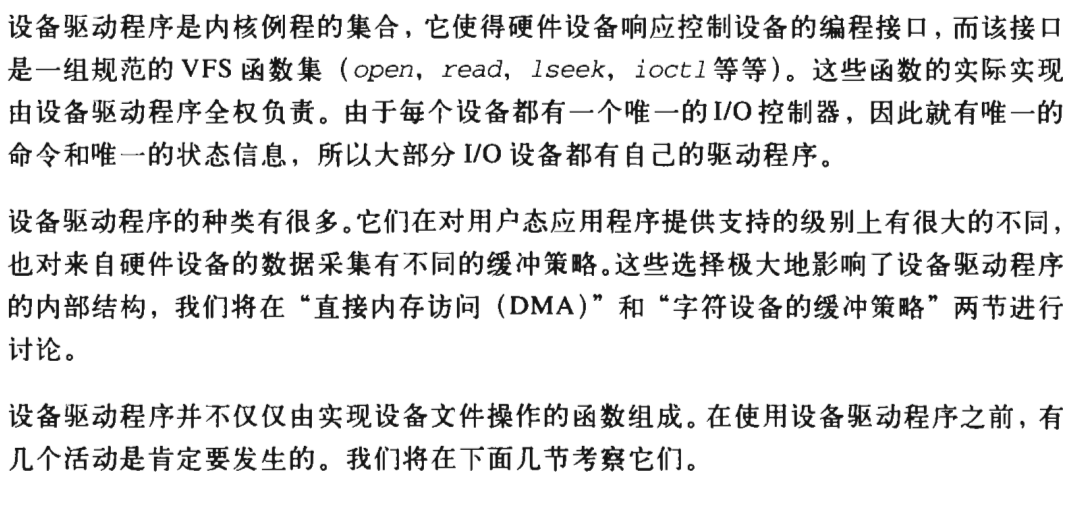 设备驱动程序是内核例程的集合，它使得硬件设备响应控制设备的编程接口，而该接口
是一组规范的 VFS 函数集（open，read，lseek，ioctl 等等）。这些函数的实际实现
由设备驱动程序全权负责。由于每个设备都有一个唯一的 I/O 控制器，因此就有唯一的
命令和唯一的状态信息，所以大部分 I/O 设备都有自己的驱动程序。
设备驱动程序的种类有很多。它们在对用户态应用程序提供支持的级别上有很大的不同，
也对来自硬件设备的数据采集有不同的缓冲策略。这些选择极大地影响了设备驱动程序
的内部结构，我们将在“直接内存访问（DMA）”和“字符设备的缓冲策略”两节进行
讨论。
设备驱动程序并不仅仅由实现设备文件操作的函数组成。在使用设备驱动程序之前，有
几个活动是肯定要发生的。我们将在下面几节考察它们。